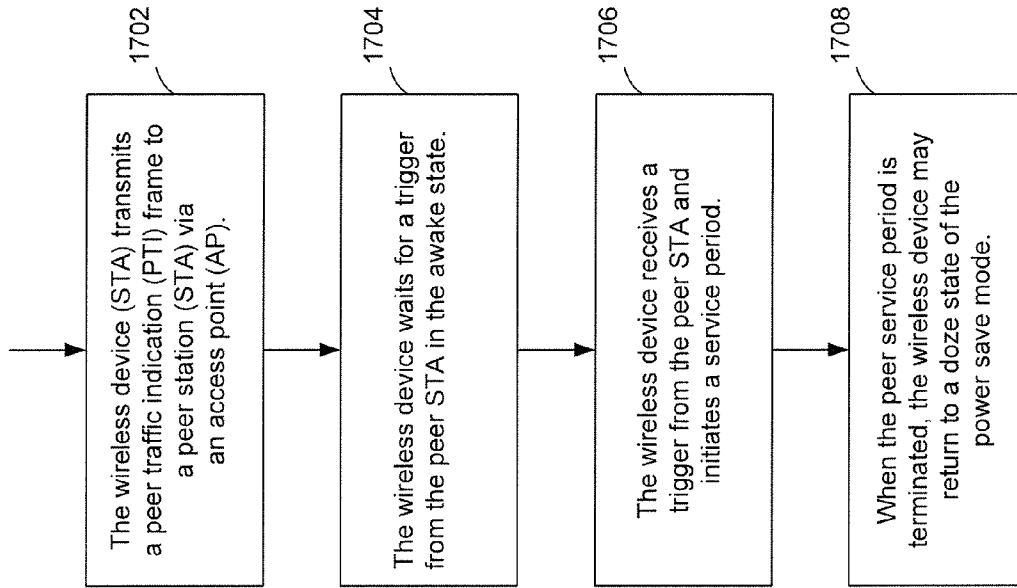 1702
The wireless device (STA) transmits
a peer traffic indication (PTI) frame to
a peer station (STA) via
an access point (AP).
1704
The wireless device waits for a trigger
from the peer STA in the awake state.
1706
The wireless device receives a
trigger from the peer STA and
initiates a service period.
1708
When the peer service period is
terminated, the wireless device may
return to a doze state of the
power save mode.